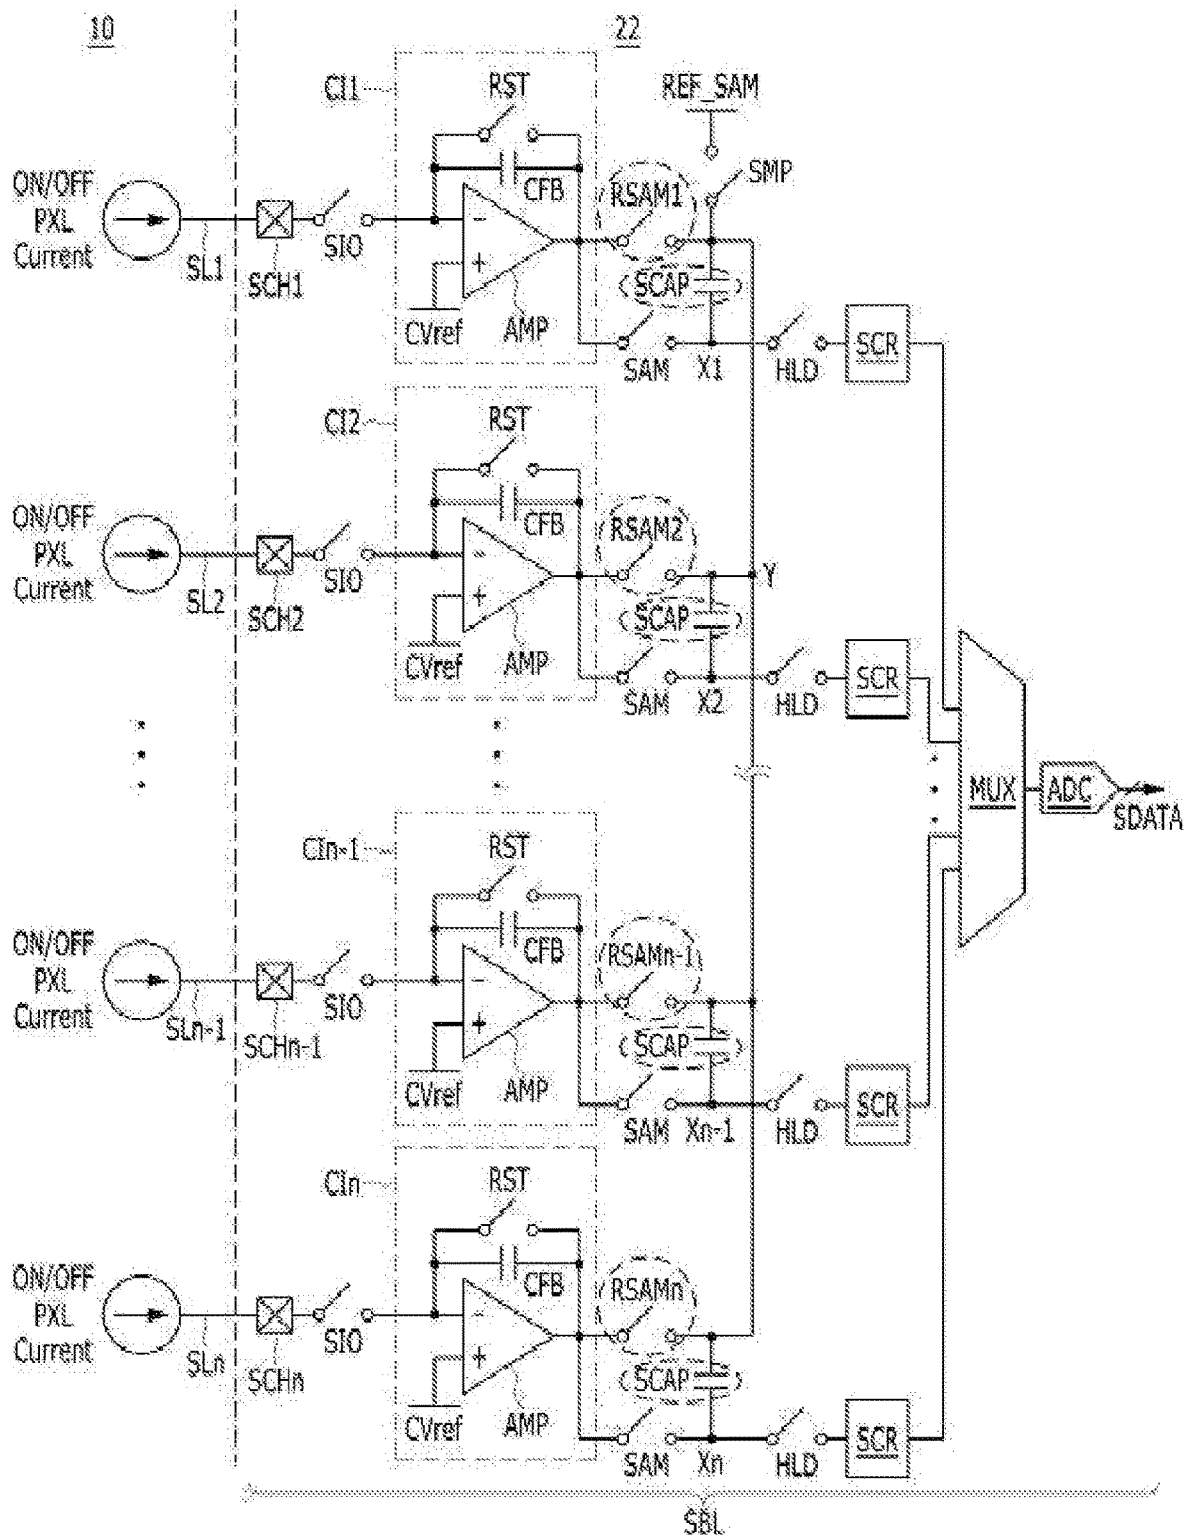 10
22
CI1
RST
REF_SAM
ON/OFF
PXL
Current
SL1
SCH1
SIO
CFB
RSAM1
SMP
CVref
AMP
SCAP
SAM
X1
HLD
SCR
CI2
RST
ON/OFF
PXL
Current
SL2
SCH2
SIO
CFB
RSAM2
Y
CVref
AMP
SCAP
SAM
X2
HLD
SCR
MUX
ADC
SDATA
CIn-1
RST
ON/OFF
PXL
Current
SLn-1
SCHn-1
SIO
CFB
RSAMn-1
CVref
AMP
SCAP
SAM
Xn-1
HLD
SCR
CIn
RST
ON/OFF
PXL
Current
SLn
SCHn
SIO
CFB
RSAMn
CVref
AMP
SCAP
SAM
Xn
HLD
SCR
SBL